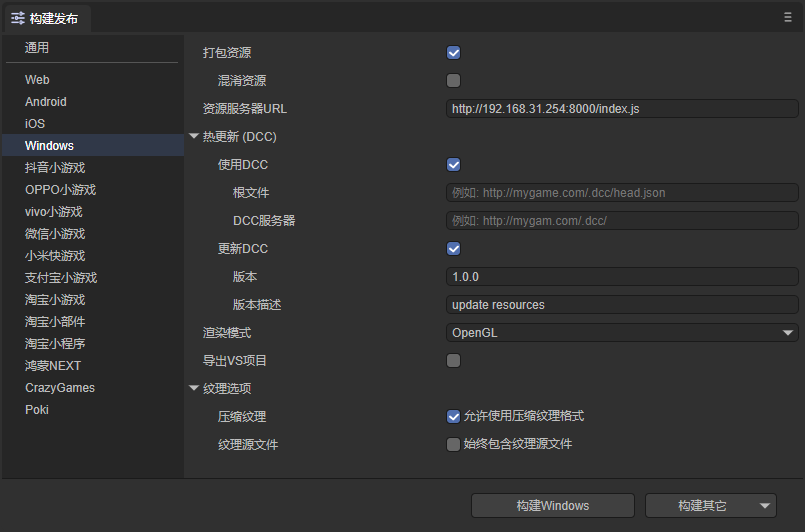 构建发布
通用
Web
Android
iOS
Windows
抖音小游戏
OPPO小游戏
vivo小游戏
微信小游戏
小米快游戏
支付宝小游戏
淘宝小游戏
淘宝小部件
淘宝小程序
鸿蒙NEXT
CrazyGames
Poki
打包资源
混淆资源
资源服务器URL http://192.168.31.254:8000/index.js
热更新 (DCC)
使用DCC
根文件 例如: http://mygame.com/.dcc/head.json
DCC服务器 例如: http://mygam.com/.dcc/
更新DCC
版本 1.0.0
版本描述 update resources
渲染模式 OpenGL
导出VS项目
纹理选项
压缩纹理 允许使用压缩纹理格式
纹理源文件 始终包含纹理源文件
构建Windows 构建其它